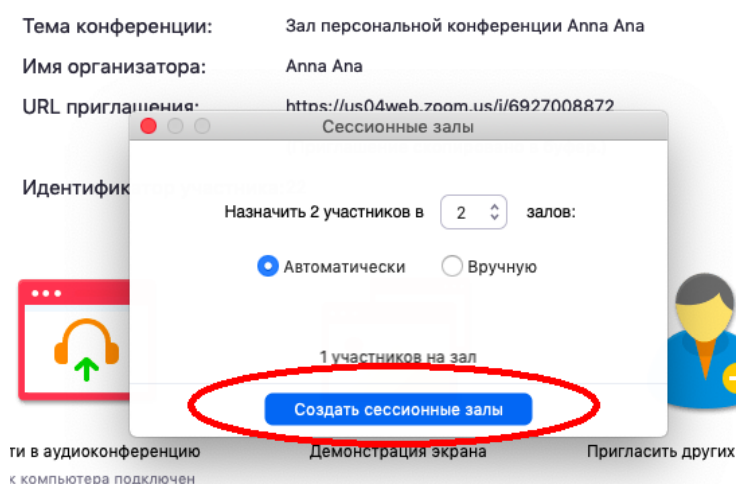 Тема конференции: Зал персональной конференции Anna Ana
Имя организатора: Anna Ana
URL приглашения: https://us04web.zoom.us/j/6927008872
Сессионные залы
Идентифик
Назначить 2 участников в 2 залов:
Автоматически Вручную
1 участников на зал
Создать сессионные залы
ти в аудиоконференцию Демонстрация экрана Пригласить других
к компьютера подключен